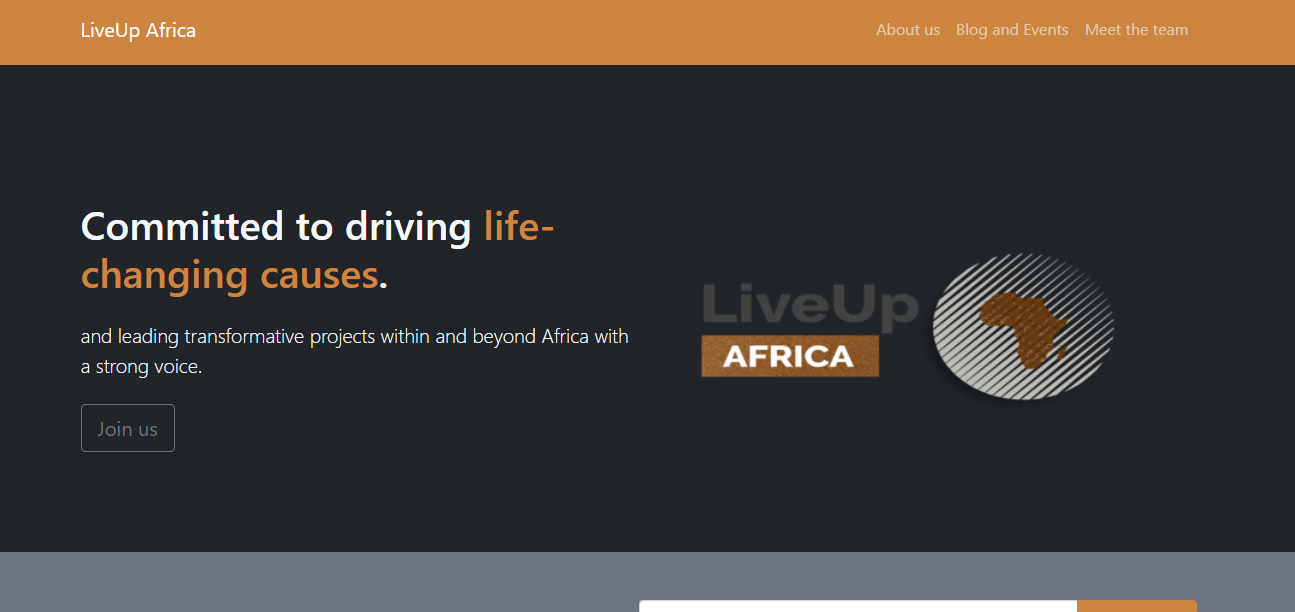 LiveUp Africa
About us Blog and Events Meet the team
Committed to driving life-
changing causes.
and leading transformative projects within and beyond Africa with
a strong voice.
Join us
LiveUp
AFRICA